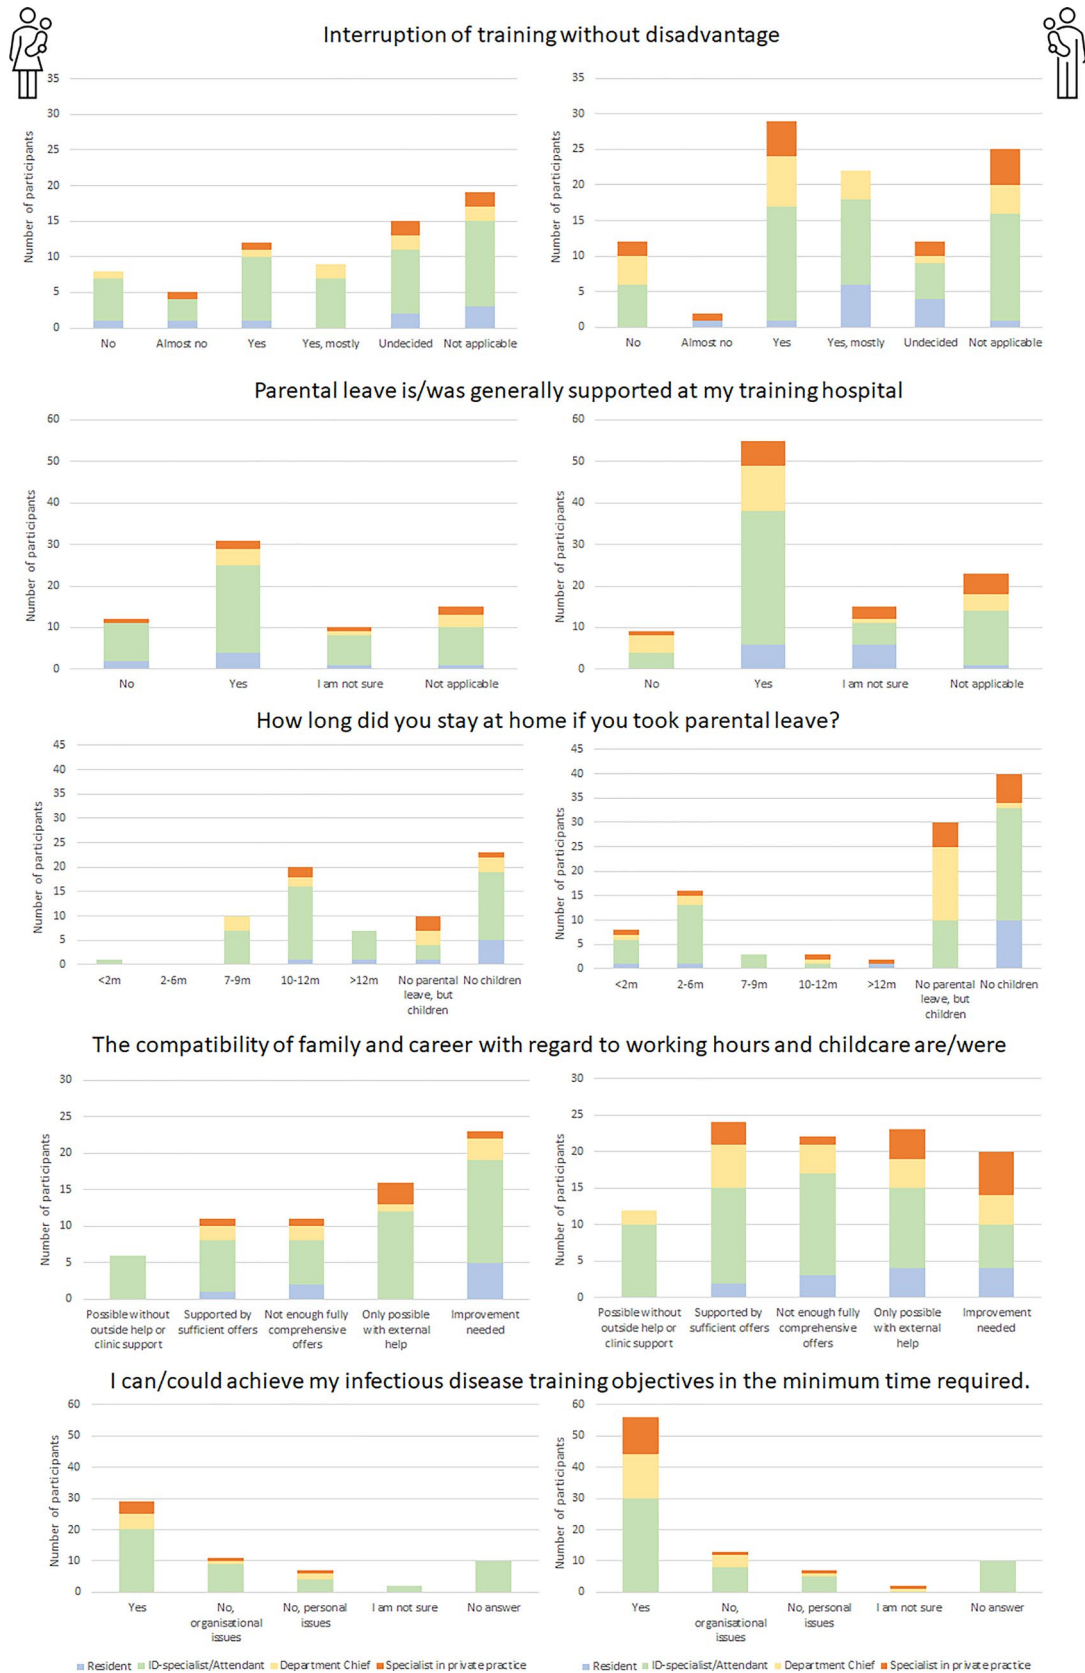 Interruption of training without disadvantage
Number of participants
35
30
25
20
15
10
5
0
No
Almost no
Yes
Yes, mostly
Undecided
Not applicable
Number of participants
35
30
25
20
15
10
5
0
No
Almost no
Yes
Yes, mostly
Undecided
Not applicable
Parental leave is/was generally supported at my training hospital
Number of participants
60
50
40
30
20
10
0
No
Yes
I am not sure
Not applicable
Number of participants
60
50
40
30
20
10
0
No
Yes
I am not sure
Not applicable
How long did you stay at home if you took parental leave?
Number of participants
45
40
35
30
25
20
15
10
5
0
<2m
2-6m
7-9m
10-12m
>12m
No parental
leave, but
children
No children
Number of participants
45
40
35
30
25
20
15
10
5
0
<2m
2-6m
7-9m
10-12m
>12m
No parental
leave, but
children
No children
The compatibility of family and career with regard to working hours and childcare are/were
Number of participants
30
25
20
15
10
5
0
Possible without
outside help or
clinic support
Supported by
sufficient offers
Not enough fully
comprehensive
offers
Only possible
with external
help
Improvement
needed
Number of participants
30
25
20
15
10
5
0
Possible without
outside help or
clinic support
Supported by
sufficient offers
Not enough fully
comprehensive
offers
Only possible
with external
help
Improvement
needed
I can/could achieve my infectious disease training objectives in the minimum time required.
Number of participants
60
50
40
30
20
10
0
Yes
No,
organisational
issues
No, personal
issues
I am not sure
No answer
Number of participants
60
50
40
30
20
10
0
Yes
No,
organisational
issues
No, personal
issues
I am not sure
No answer
Resident
ID-specialist/Attendant
Department Chief
Specialist in private practice
Resident
ID-specialist/Attendant
Department Chief
Specialist in private practice